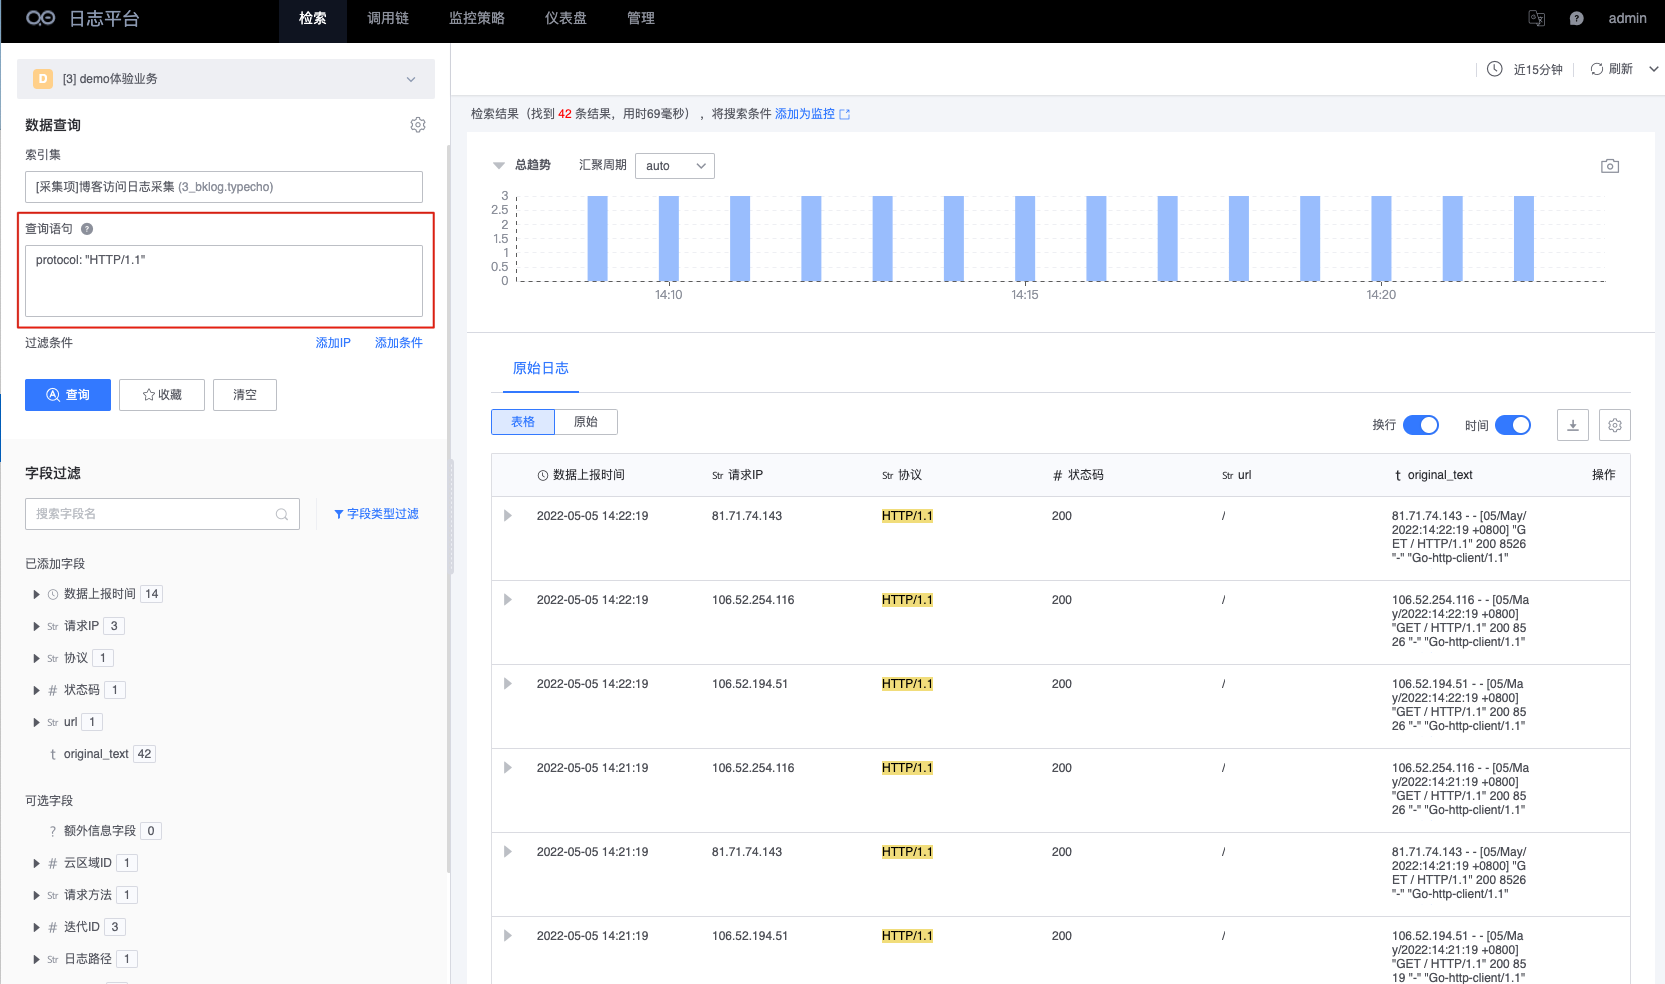 日志平台
检索
调用链
监控策略
仪表盘
管理
admin
D [3] demo体验业务
近15分钟
刷新
数据查询
索引集
[采集项]博客访问日志采集 (3_bklog.typecho)
查询语句 ?
protocol: "HTTP/1.1"
过滤条件
添加IP
添加条件
查询
收藏
清空
字段过滤
搜索字段名
字段类型过滤
已添加字段
数据上报时间 14
Str 请求IP 3
Str 协议 1
# 状态码 1
Str url 1
t original_text 42
可选字段
? 额外信息字段 0
# 云区域ID 1
Str 请求方法 1
# 迭代ID 3
Str 日志路径 1
检索结果（找到 42 条结果，用时69毫秒），将搜索条件 添加为监控
总趋势
汇聚周期
auto
3
2.5
2
1.5
1
0.5
0
14:10
14:15
14:20
原始日志
表格
原始
换行
时间
数据上报时间
Str 请求IP
Str 协议
# 状态码
Str url
t original_text
操作
2022-05-05 14:22:19
81.71.74.143
HTTP/1.1
200
/
81.71.74.143 - - [05/May/
2022:14:22:19 +0800] "G
ET / HTTP/1.1" 200 8526
"-" "Go-http-client/1.1"
2022-05-05 14:22:19
106.52.254.116
HTTP/1.1
200
/
106.52.254.116 - - [05/Ma
y/2022:14:22:19 +0800]
"GET / HTTP/1.1" 200 85
26 "-" "Go-http-client/1.1"
2022-05-05 14:22:19
106.52.194.51
HTTP/1.1
200
/
106.52.194.51 - - [05/Ma
y/2022:14:22:19 +0800]
"GET / HTTP/1.1" 200 85
26 "-" "Go-http-client/1.1"
2022-05-05 14:21:19
106.52.254.116
HTTP/1.1
200
/
106.52.254.116 - - [05/Ma
y/2022:14:21:19 +0800]
"GET / HTTP/1.1" 200 85
26 "-" "Go-http-client/1.1"
2022-05-05 14:21:19
81.71.74.143
HTTP/1.1
200
/
81.71.74.143 - - [05/May/
2022:14:21:19 +0800] "G
ET / HTTP/1.1" 200 8526
"-" "Go-http-client/1.1"
2022-05-05 14:21:19
106.52.194.51
HTTP/1.1
200
/
106.52.194.51 - - [05/Ma
y/2022:14:21:19 +0800]
"GET / HTTP/1.1" 200 85
19 "-" "Go-http-client/1.1"